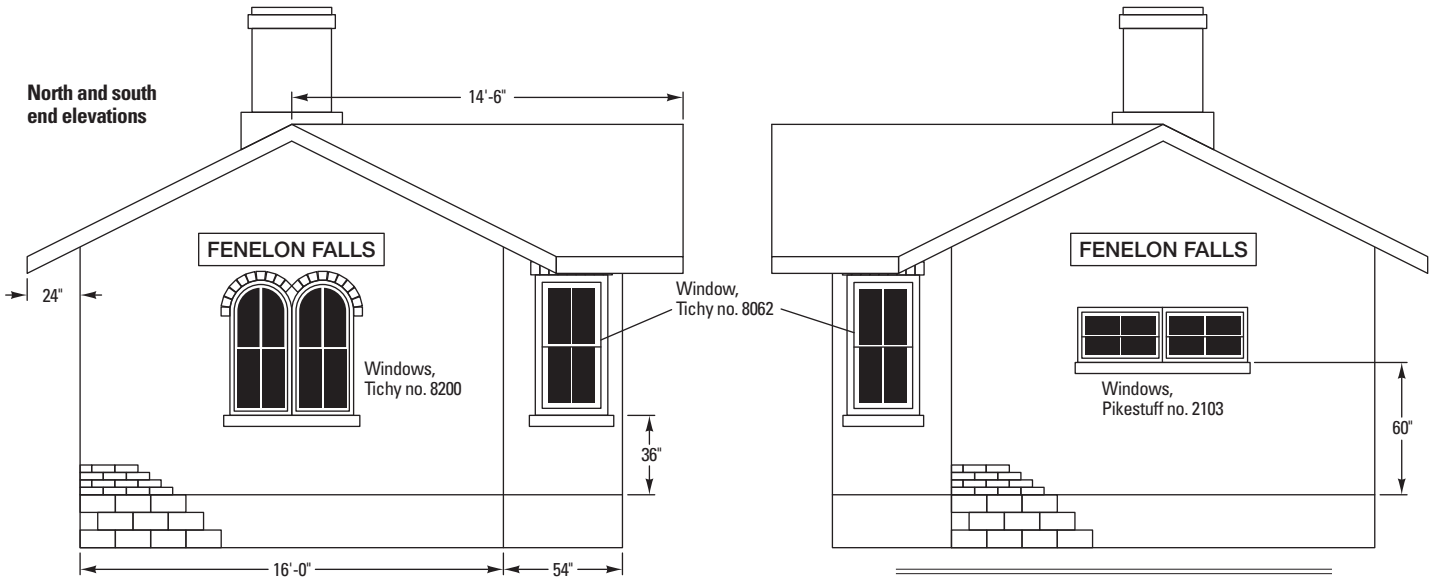 North and south
end elevations
14'-6"
FENELON FALLS
24"
Windows,
Tichy no. 8200
Window,
Tichy no. 8062
36"
16'-0"
54"
FENELON FALLS
Windows,
Pikestuff no. 2103
60"